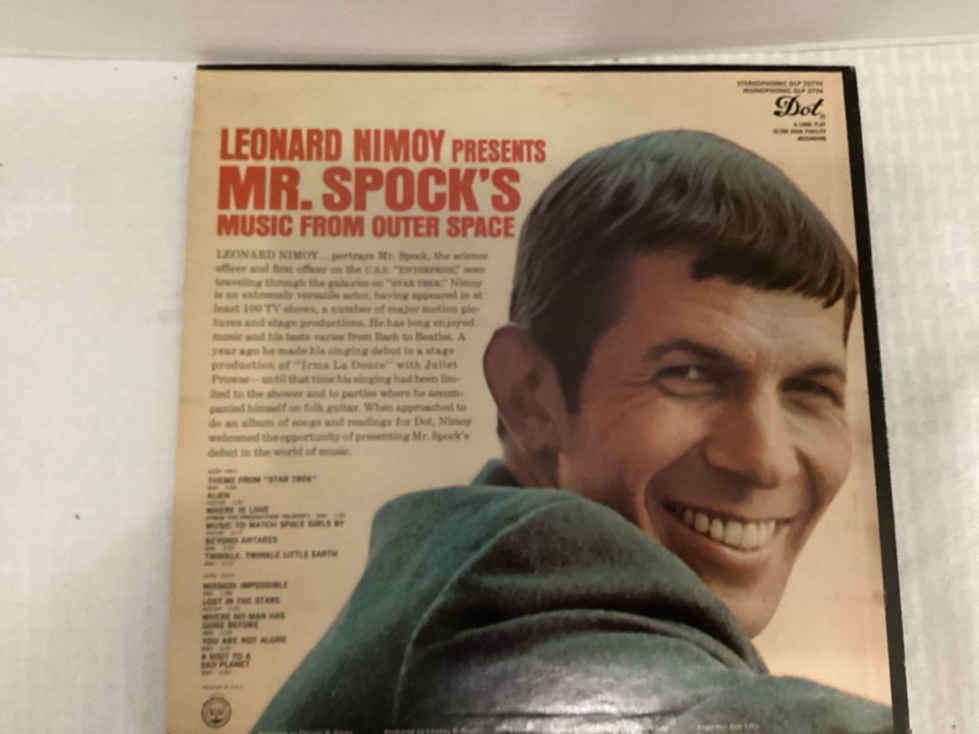 STEREOPHONIC DLP 25794
MONOPHONIC DLP 3794
Dot
A LONG PLAY
ULTRA HIGH FIDELITY
RECORDING
LEONARD NIMOY PRESENTS
MR. SPOCK'S
MUSIC FROM OUTER SPACE
LEONARD NIMOY...portrays Mr. Spock, the science
officer and first officer on the U.S.S. "ENTERPRISE," seen
traveling through the galaxies on "STAR TREK." Nimoy
is an extremely versatile actor, having appeared in at
least 100 TV shows, a number of major motion pic-
tures and stage productions. He has long enjoyed
music and his taste varies from Bach to Beatles. A
year ago he made his singing debut in a stage
production of "Irma La Douce" with Juliet
Prowse—until that time his singing had been lim-
ited to the shower and to parties where he accom-
panied himself on folk guitar. When approached to
do an album of songs and readings for Dot, Nimoy
welcomed the opportunity of presenting Mr. Spock's
debut in the world of music.
THEME FROM "STAR TREK"
ALIEN
WHERE IS LOVE
MUSIC TO WATCH SPACE GIRLS BY
BEYOND ANTARES
TWINKLE, TWINKLE LITTLE EARTH
MISSION IMPOSSIBLE
LOST IN THE STARS
WHERE NO MAN HAS
GONE BEFORE
YOU ARE NOT ALONE
A VISIT TO A
SAD PLANET